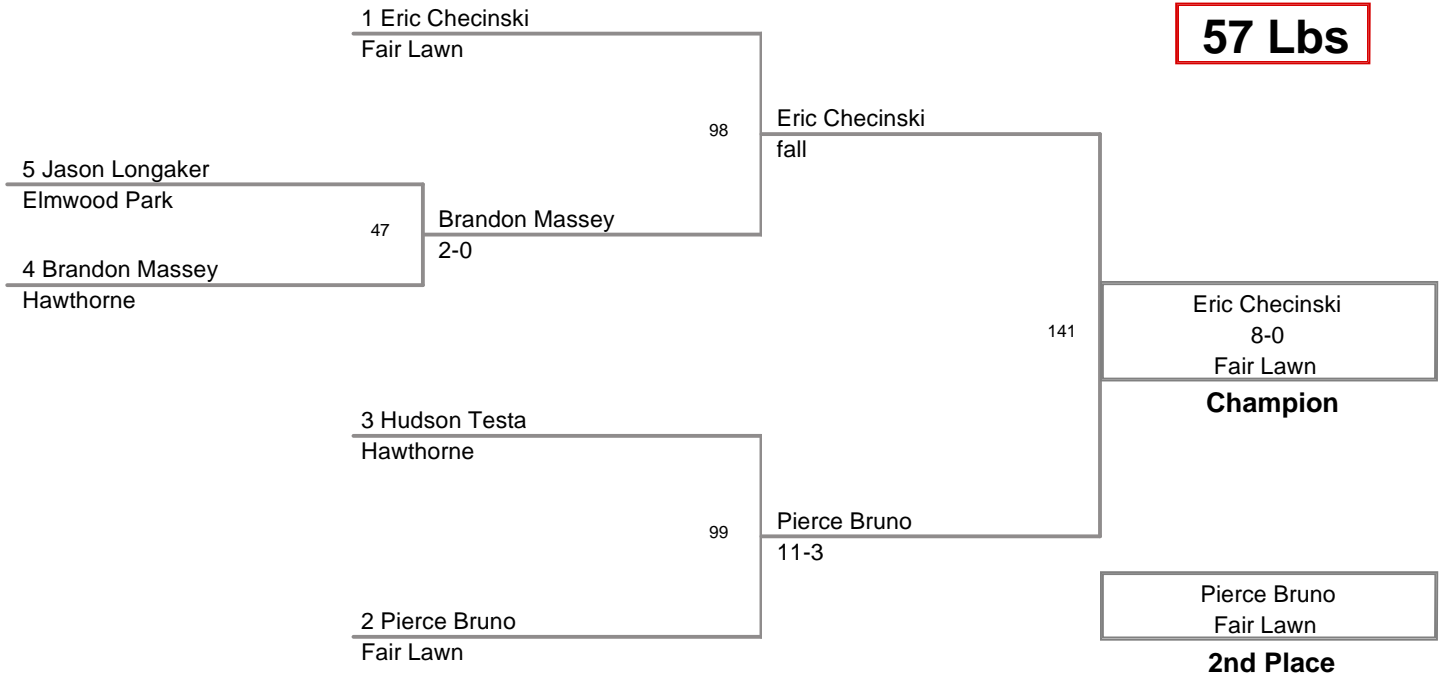 1 Eric Checinski
Fair Lawn
57 Lbs
98
Eric Checinski
fall
5 Jason Longaker
Elmwood Park
47
Brandon Massey
2-0
4 Brandon Massey
Hawthorne
141
Eric Checinski
8-0
Fair Lawn
Champion
3 Hudson Testa
Hawthorne
99
Pierce Bruno
11-3
2 Pierce Bruno
Fair Lawn
Pierce Bruno
Fair Lawn
2nd Place